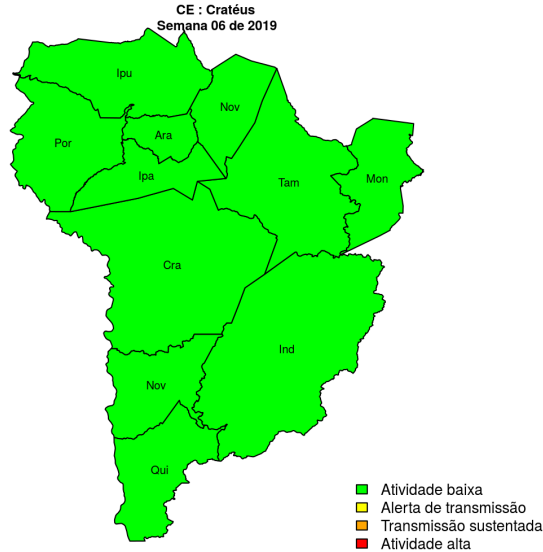 CE : Cratéus
Semana 06 de 2019
Ipu
Nov
Ara
Por
Ipa
Tam
Mon
Cra
Ind
Nov
Qui
Atividade baixa
Alerta de transmissão
Transmissão sustentada
Atividade alta